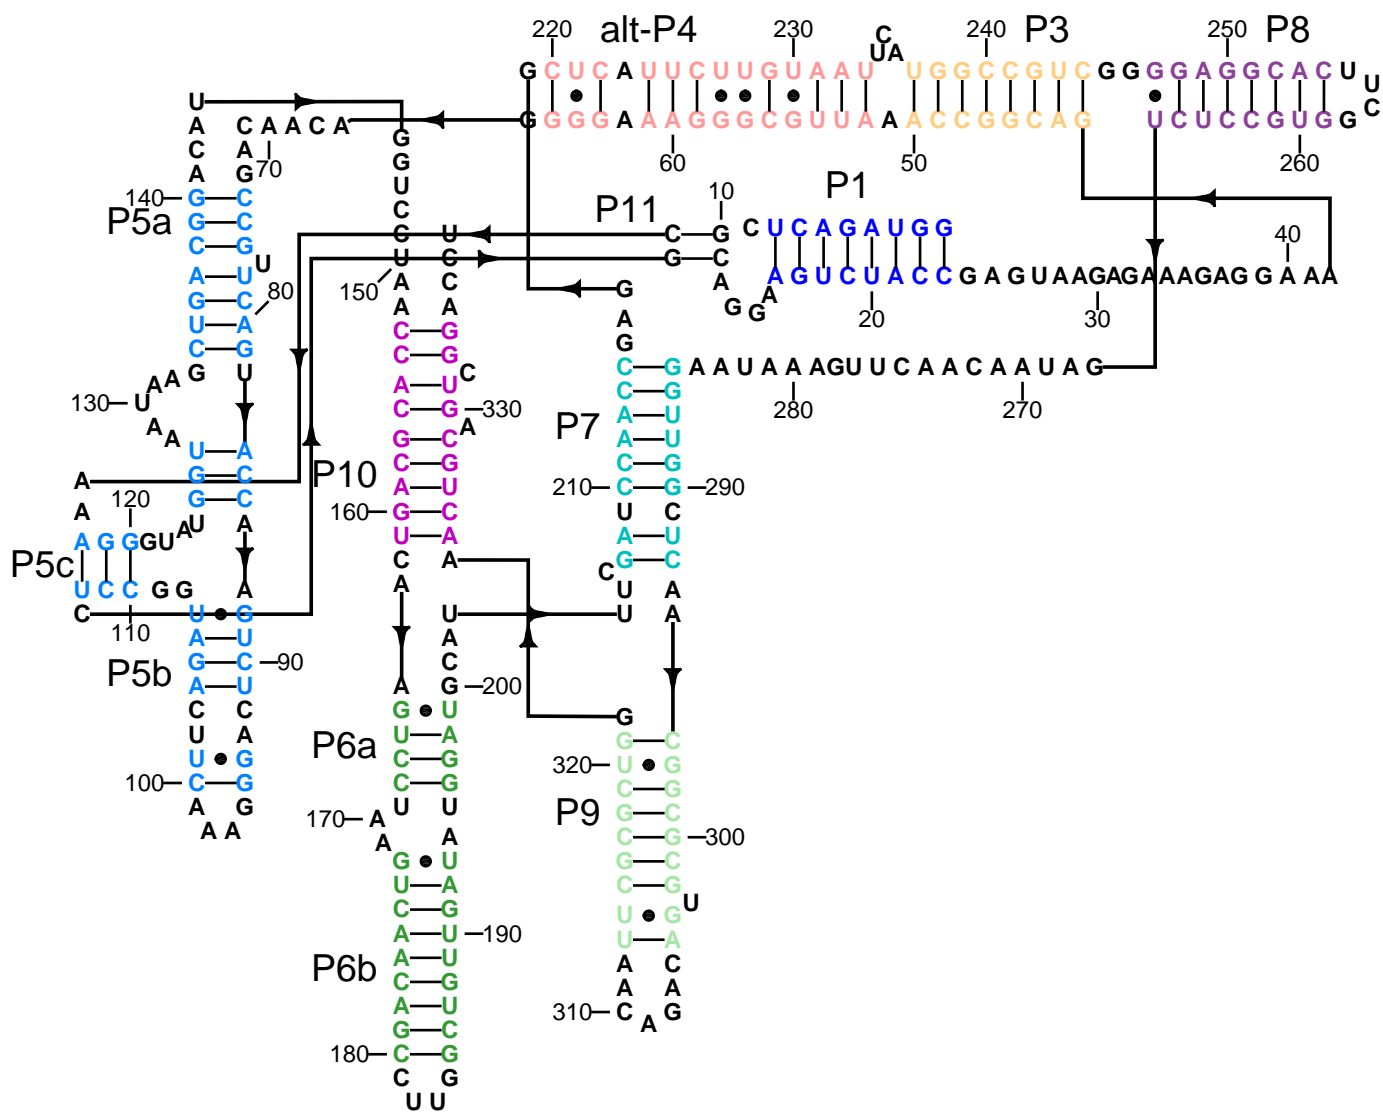 220 alt-P4 230 240 P3 250 P8
C
U A
G C U C A U U C U U G U A A U U G G C C G U C G G G G A G G C A C U
U
C
G G G G A A A G G G C G U U A A A C C G G C A G U C U C C G U G G
60 50 260
U
A C A A C A
C A
A G
70
140 G C
P5a
G C
C G
U
A U
G C
80
U A
C G
G U
A A
130 U
A A
U A
G C
G C
U A
A
A
A
120
A G G G U A
P5c
U C C G G
C
110
A
U G
A U
G C 90
A U
P5b
C C
U A
U G
100 C G
A G
A A
G
G
U
C
C
C U
U C
150
A C
A A
C G
C G
C
A U
C G 330
A
G C
C G
P10
A U
160 G C
U A
C A
A
U
A
C
A G 200
G U
U A
P6a
C G
C G
U U
170 A
A A
G U
U A
C G
A U 190
A U
P6b
C G
A U
G C
180 C G
C G
U U
P11 10 P1
C G C U C A G A U G G
G C A G U C U A C C G A G U A A G A G A A A G A G G A A A
A
G G A
20 30 40
G
A
G
C G A A U A A A G U U C A A C A A U A G
280 270
C G
A U
P7
A U
C G
210 C G 290
U C
A U
G C
C
U A
U A
G
G C
320 U G
C G
P9
G C
C G 300
G C
C G
U
U G
U A
A C
A A
310 C G
A